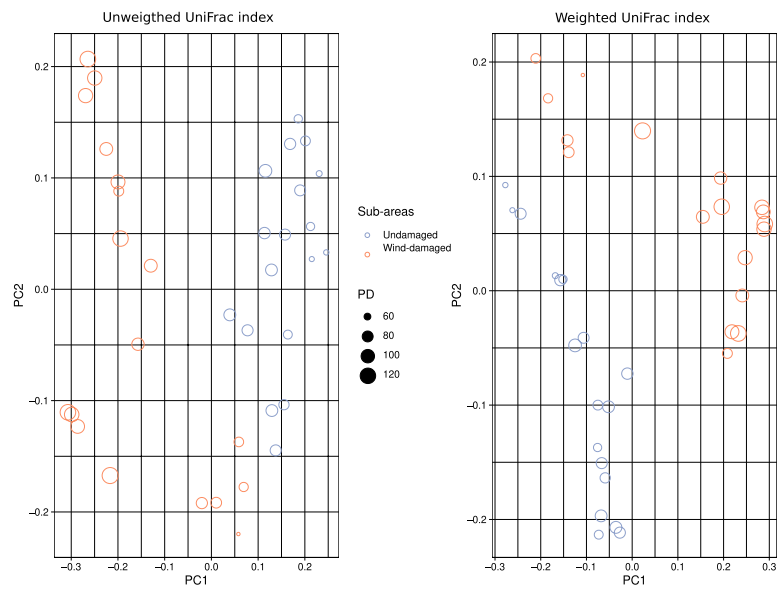 Unweigthed UniFrac index
0.2
0.1
0.0
−0.1
−0.2
PC2
−0.3 −0.2 −0.1 0.0 0.1 0.2
PC1
Sub-areas
Undamaged
Wind-damaged
PD
60
80
100
120
Weighted UniFrac index
0.2
0.1
0.0
−0.1
−0.2
PC2
−0.3 −0.2 −0.1 −0.0 0.1 0.2 0.3
PC1